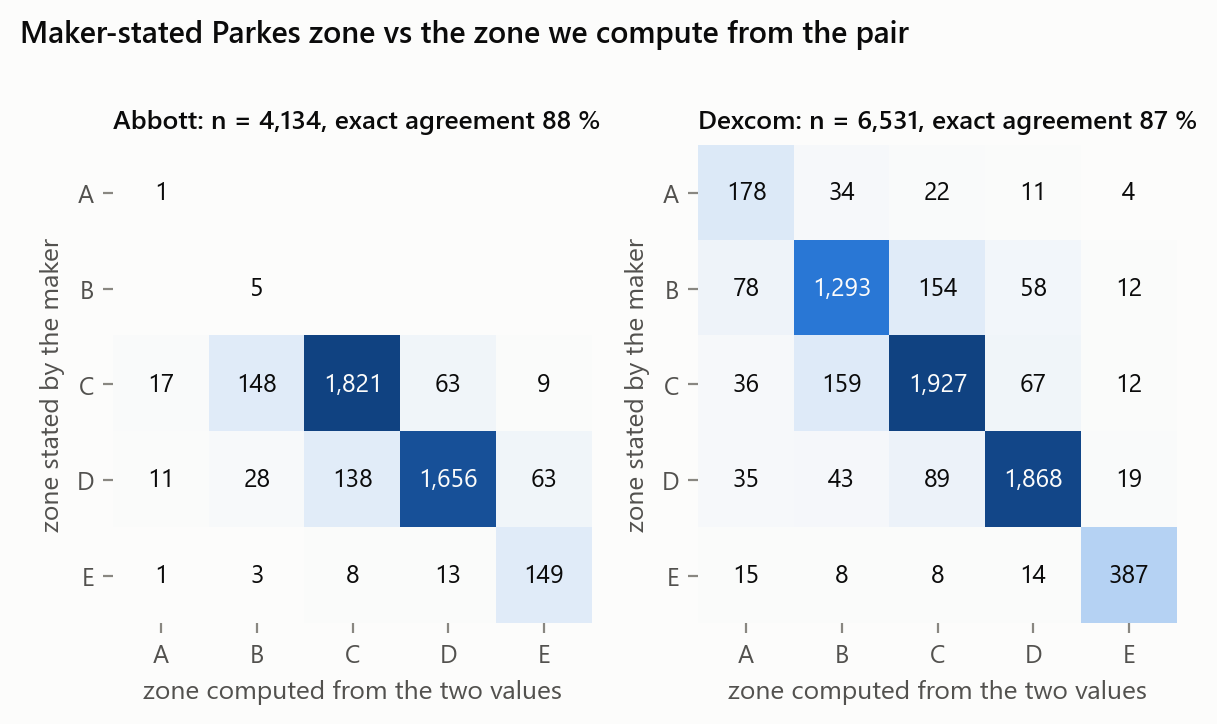 Maker-stated Parkes zone vs the zone we compute from the pair
Abbott: n = 4,134, exact agreement 88 %
zone stated by the maker
A 1
B 5
C 17 148 1,821 63 9
D 11 28 138 1,656 63
E 1 3 8 13 149
A B C D E
zone computed from the two values
Dexcom: n = 6,531, exact agreement 87 %
zone stated by the maker
A 178 34 22 11 4
B 78 1,293 154 58 12
C 36 159 1,927 67 12
D 35 43 89 1,868 19
E 15 8 8 14 387
A B C D E
zone computed from the two values